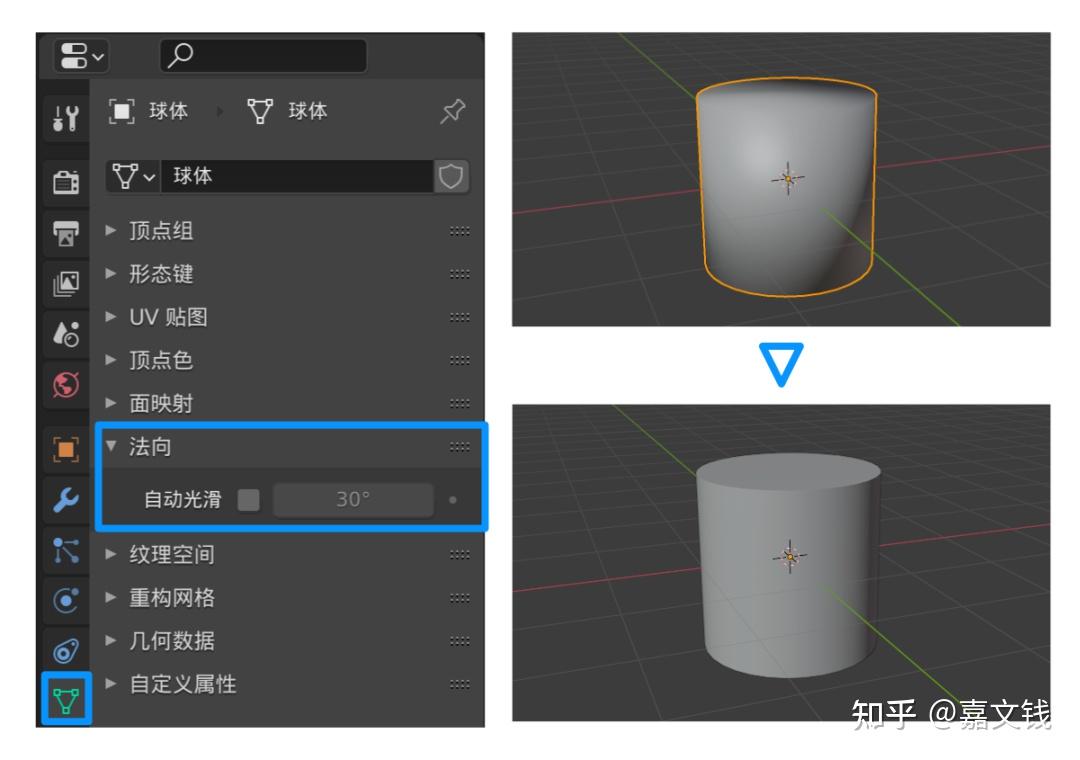 球体 球体
球体
顶点组
形态键
UV 贴图
顶点色
面映射
法向
自动光滑 30°
纹理空间
重构网格
几何数据
自定义属性
知乎 @嘉文钱